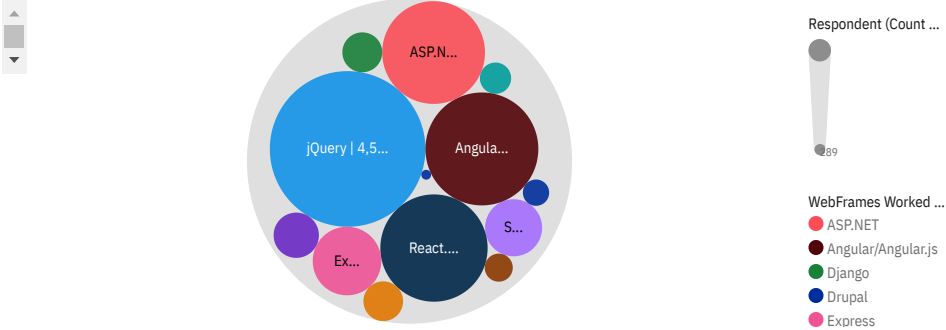 ASP.N...
jQuery | 4,5...
Angula...
S...
React....
Ex...
Respondent (Count ...
289
WebFrames Worked ...
ASP.NET
Angular/Angular.js
Django
Drupal
Express